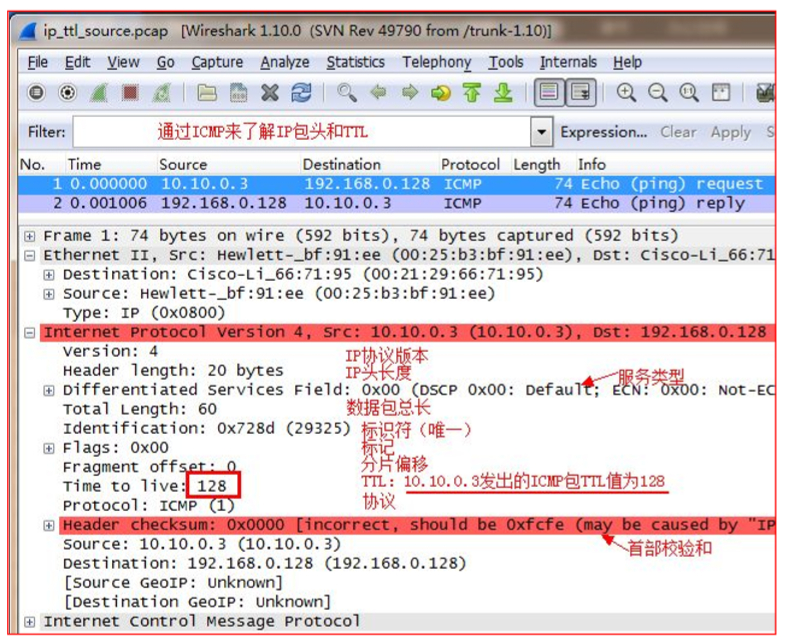 ip_ttl_source.pcap [Wireshark 1.10.0 (SVN Rev 49790 from /trunk-1.10)]
File Edit View Go Capture Analyze Statistics Telephony Tools Internals Help
Filter: 通过ICMP来了解IP包头和TTL Expression... Clear Apply S
No. Time Source Destination Protocol Length Info
1 0.000000 10.10.0.3 192.168.0.128 ICMP 74 Echo (ping) request
2 0.001006 192.168.0.128 10.10.0.3 ICMP 74 Echo (ping) reply
Frame 1: 74 bytes on wire (592 bits), 74 bytes captured (592 bits)
Ethernet II, Src: Hewlett-_bf:91:ee (00:25:b3:bf:91:ee), Dst: Cisco-Li_66:71
Destination: Cisco-Li_66:71:95 (00:21:29:66:71:95)
Source: Hewlett-_bf:91:ee (00:25:b3:bf:91:ee)
Type: IP (0x0800)
Internet Protocol Version 4, Src: 10.10.0.3 (10.10.0.3), Dst: 192.168.0.128
Version: 4 IP协议版本
Header length: 20 bytes IP头长度 服务类型
Differentiated Services Field: 0x00 (DSCP 0x00: Default; ECN: 0x00: Not-EC
Total Length: 60 数据包总长
Identification: 0x728d (29325) 标识符（唯一）
Flags: 0x00 标记
Fragment offset: 0 分片偏移
Time to live: 128 TTL: 10.10.0.3发出的ICMP包TTL值为128
Protocol: ICMP (1) 协议
Header checksum: 0x0000 [incorrect, should be 0xfcfe (may be caused by "IP
Source: 10.10.0.3 (10.10.0.3) 首部校验和
Destination: 192.168.0.128 (192.168.0.128)
[Source GeoIP: Unknown]
[Destination GeoIP: Unknown]
Internet Control Message Protocol